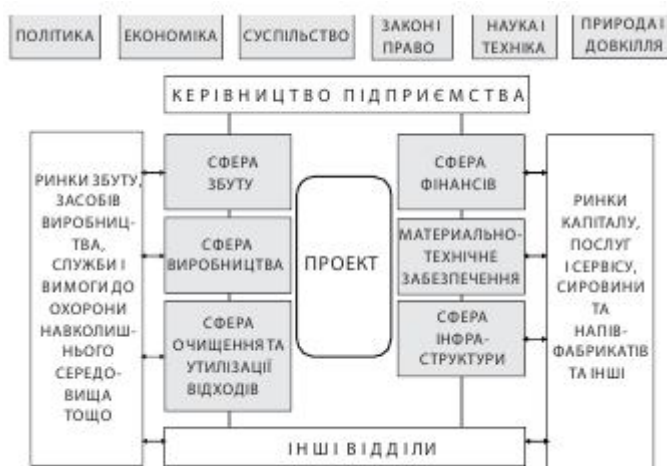 ПОЛІТИКА
ЕКОНОМІКА
СУСПІЛЬСТВО
ЗАКОН І
ПРАВО
НАУКА І
ТЕХНІКА
ПРИРОДА І
ДОВКІЛЛЯ
КЕРІВНИЦТВО ПІДПРИЄМСТВА
РИНКИ ЗБУТУ,
ЗАСОБІВ
ВИРОБНИЦ-
ТВА,
СЛУЖБИ І
ВИМОГИ ДО
ОХОРОНИ
НАВКОЛИШ-
НЬОГО
СЕРЕДО-
ВИЩА
ТОЩО
СФЕРА
ЗБУТУ
СФЕРА
ВИРОБНИЦТВА
СФЕРА
ОЧИЩЕННЯ ТА
УТИЛІЗАЦІЇ
ВІДХОДІВ
ПРОЕКТ
СФЕРА
ФІНАНСІВ
МАТЕРИАЛЬНО-
ТЕХНІЧНЕ
ЗАБЕЗПЕЧЕННЯ
СФЕРА
ІНФРА-
СТРУКТУРИ
РИНКИ
КАПІТАЛУ,
ПОСЛУГ
І СЕРВІСУ,
СИРОВИНИ
ТА
НАПІВ-
ФАБРИКАТІВ
ТА ІНШІ
ІНШІ ВІДДІЛИ